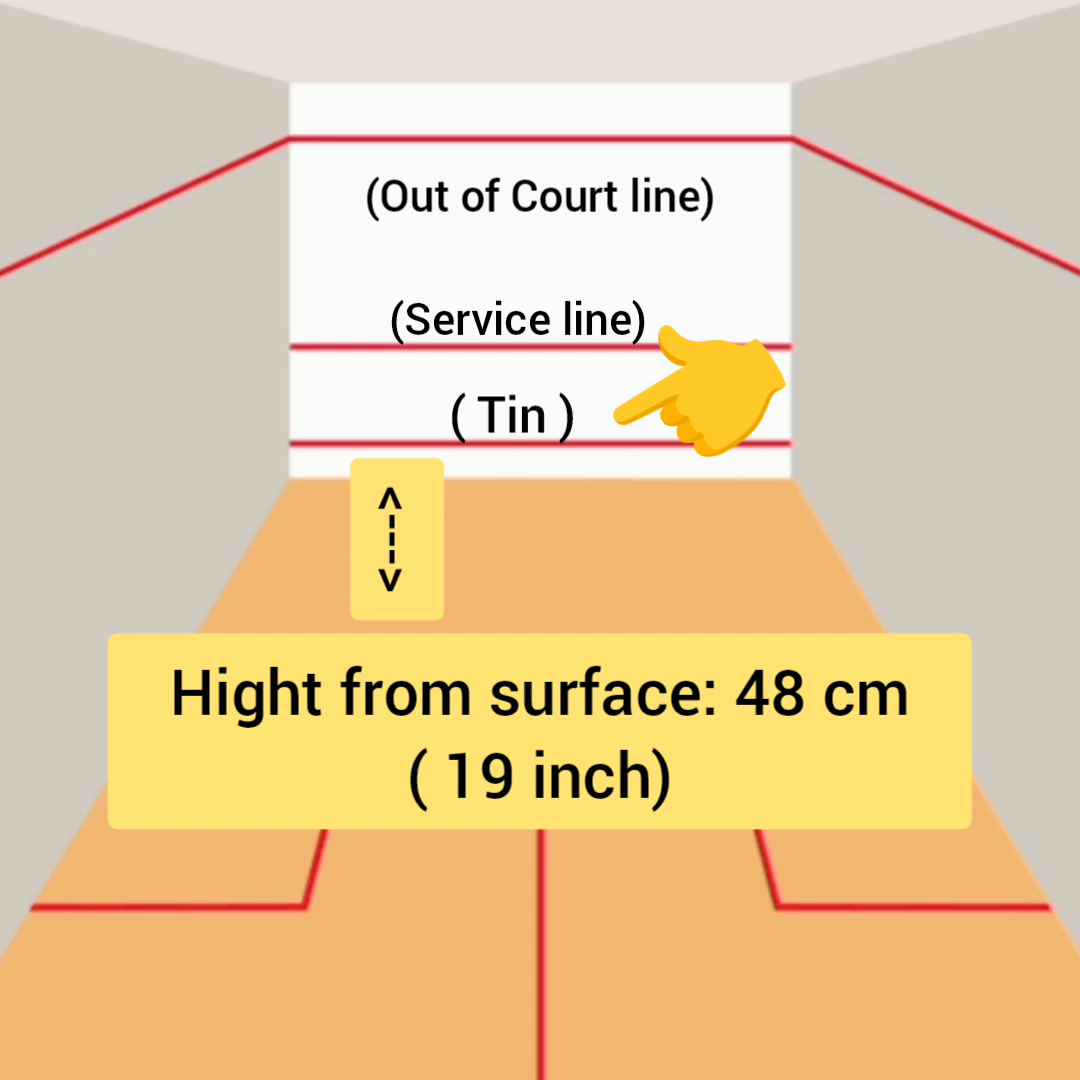 (Out of Court line)
(Service line)
( Tin )
<---->
Hight from surface: 48 cm
( 19 inch)